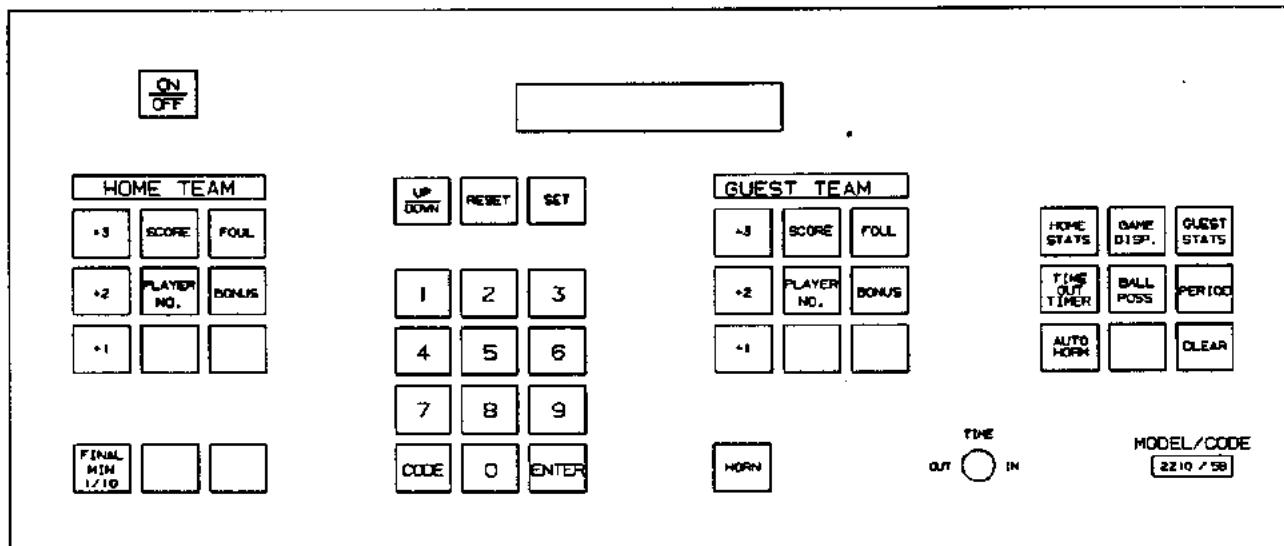 ON
OFF
HOME TEAM
+3
SCORE
FOUL
+2
PLAYER
NO.
BONUS
+1
FINAL
MIN
1/10
UP
DOWN
RESET
SET
1
2
3
4
5
6
7
8
9
CODE
0
ENTER
GUEST TEAM
+3
SCORE
FOUL
+2
PLAYER
NO.
BONUS
+1
HORN
HOME
STATS
GAME
DISP.
GUEST
STATS
TIME
OUT
TIMER
BALL
POSS
PERIOD
AUTO
HORN
CLEAR
TIME
OUT
IN
MODEL/CODE
2210 / 58